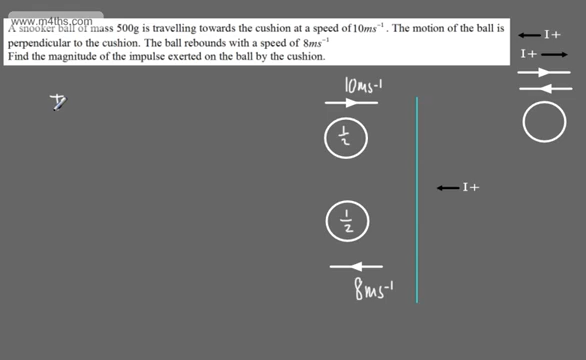 www.m4ths.com
A snooker ball of mass 500g is travelling towards the cushion at a speed of 10ms⁻¹. The motion of the ball is
perpendicular to the cushion. The ball rebounds with a speed of 8ms⁻¹
Find the magnitude of the impulse exerted on the ball by the cushion.
I+
I+
10ms⁻¹
1/2
I+
1/2
8ms⁻¹